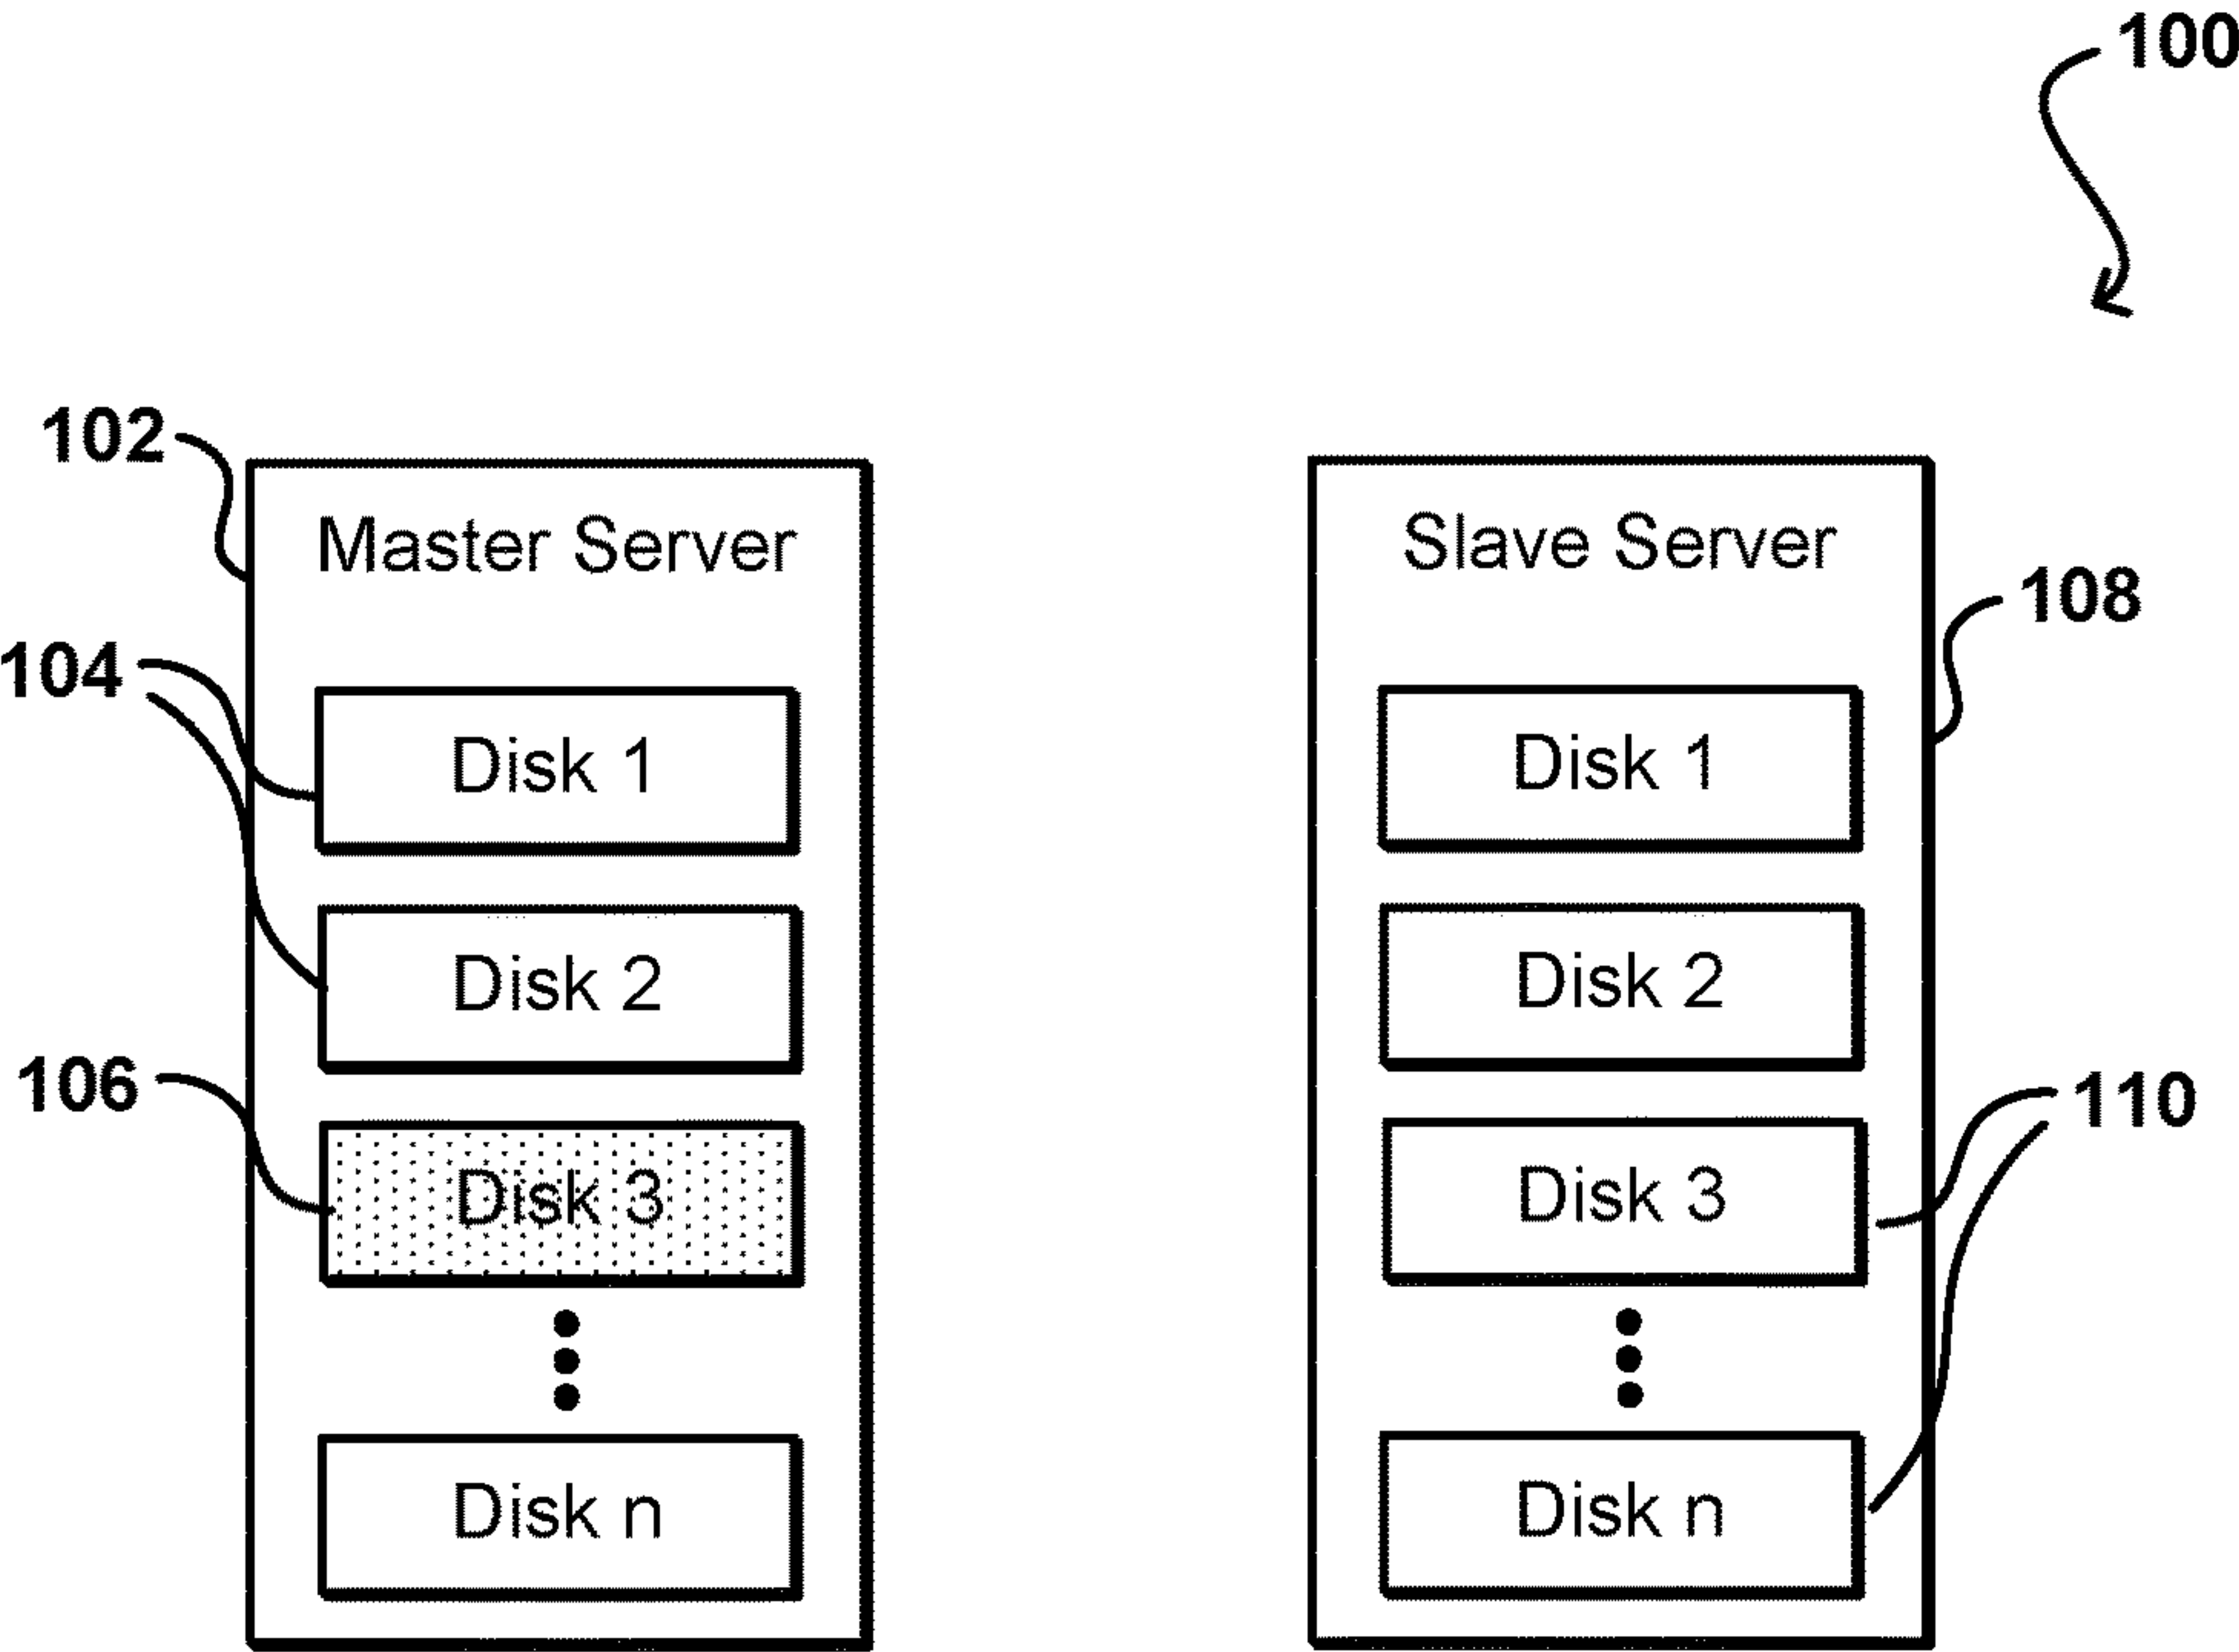 100
102
Master Server
Slave Server
108
104
Disk 1
Disk 1
Disk 2
Disk 2
106
Disk 3
Disk 3
110
Disk n
Disk n